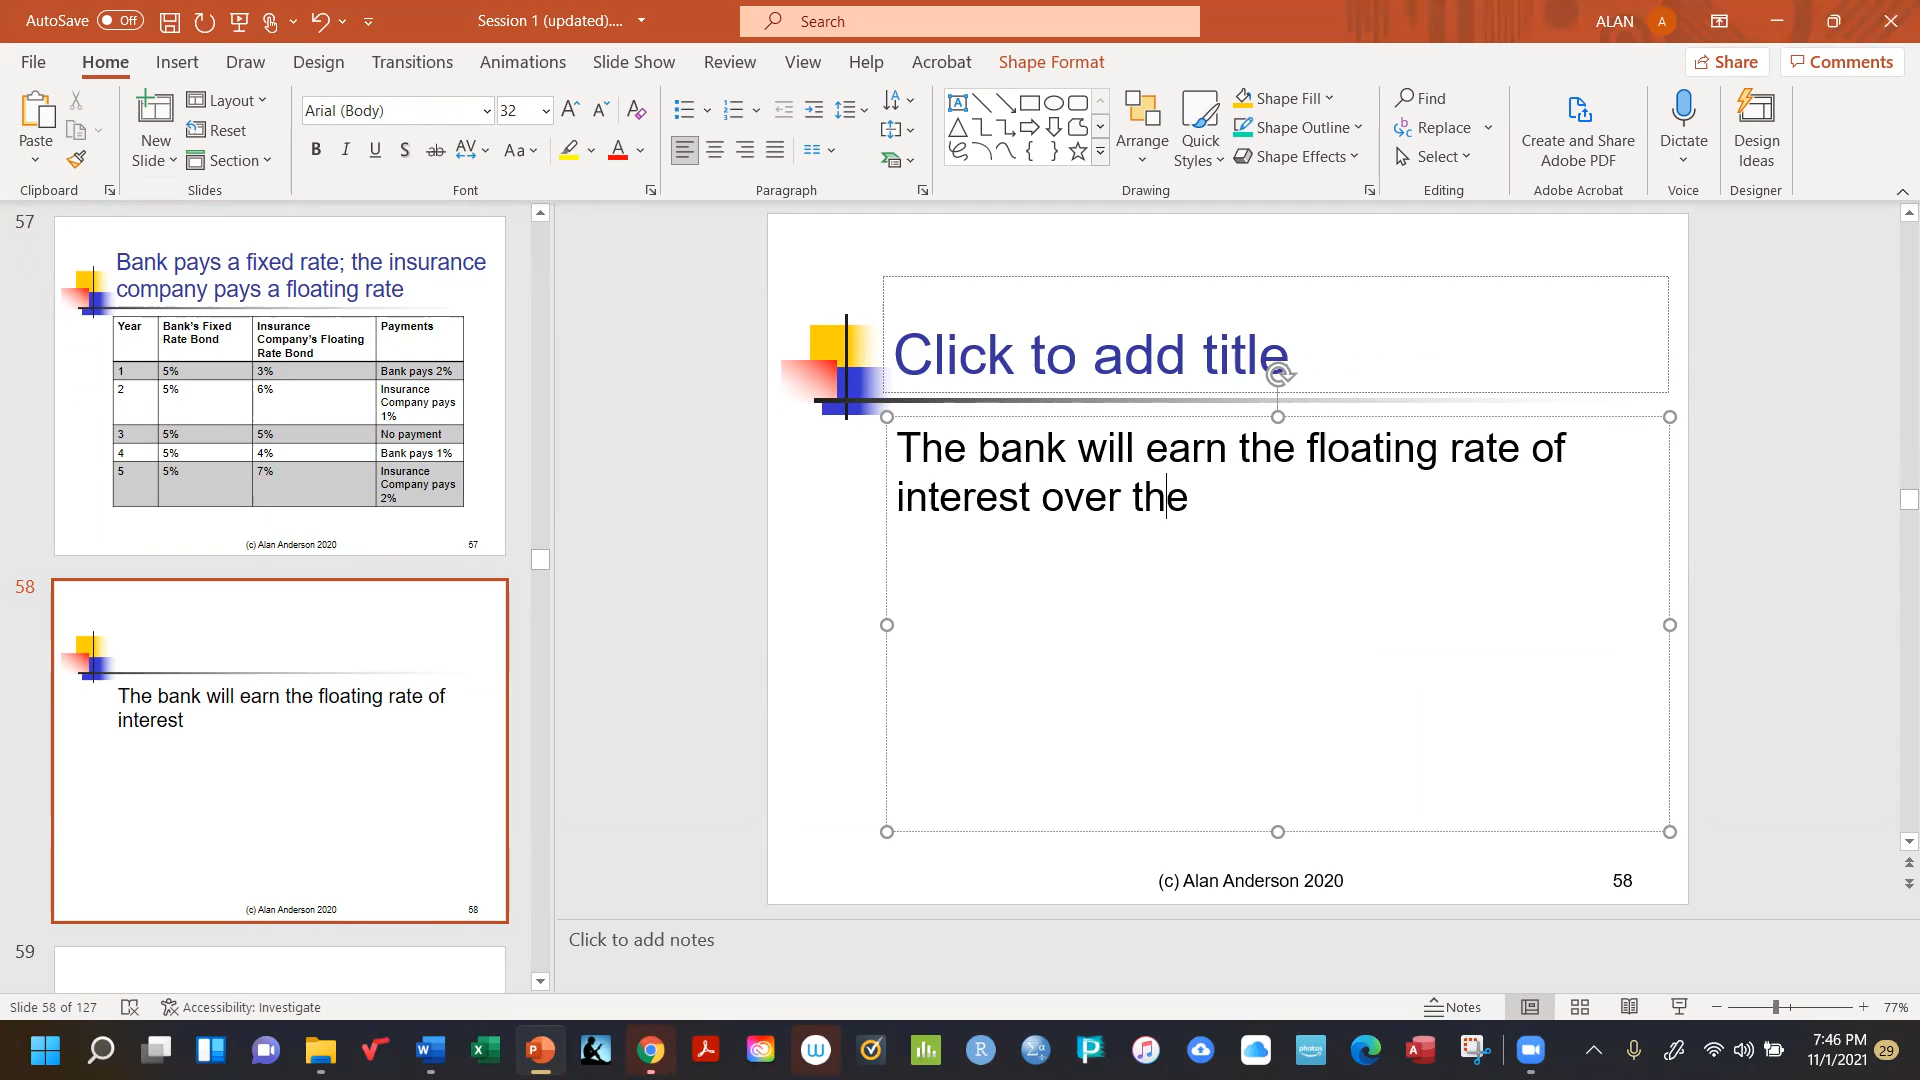 AutoSave Off
Session 1 (updated)....
Search
ALAN A
File Home Insert Draw Design Transitions Animations Slide Show Review View Help Acrobat Shape Format
Share Comments
Paste
New Slide
Layout
Reset
Section
Arial (Body) 32
B I U S ab AV Aa A
Arrange
Quick Styles
Shape Fill
Shape Outline
Shape Effects
Find
Replace
Select
Create and Share Adobe PDF
Dictate
Design Ideas
Clipboard Slides Font Paragraph Drawing Editing Adobe Acrobat Voice Designer
57
Bank pays a fixed rate; the insurance
company pays a floating rate
Year Bank's Fixed Rate Bond Insurance Company's Floating Rate Bond Payments
1 5% 3% Bank pays 2%
2 5% 6% Insurance Company pays 1%
3 5% 5% No payment
4 5% 4% Bank pays 1%
5 5% 7% Insurance Company pays 2%
(c) Alan Anderson 2020 57
58
The bank will earn the floating rate of
interest
(c) Alan Anderson 2020 58
59
Click to add title
The bank will earn the floating rate of
interest over the
(c) Alan Anderson 2020 58
Click to add notes
Slide 58 of 127 Accessibility: Investigate Notes 77%
7:46 PM
11/1/2021 29